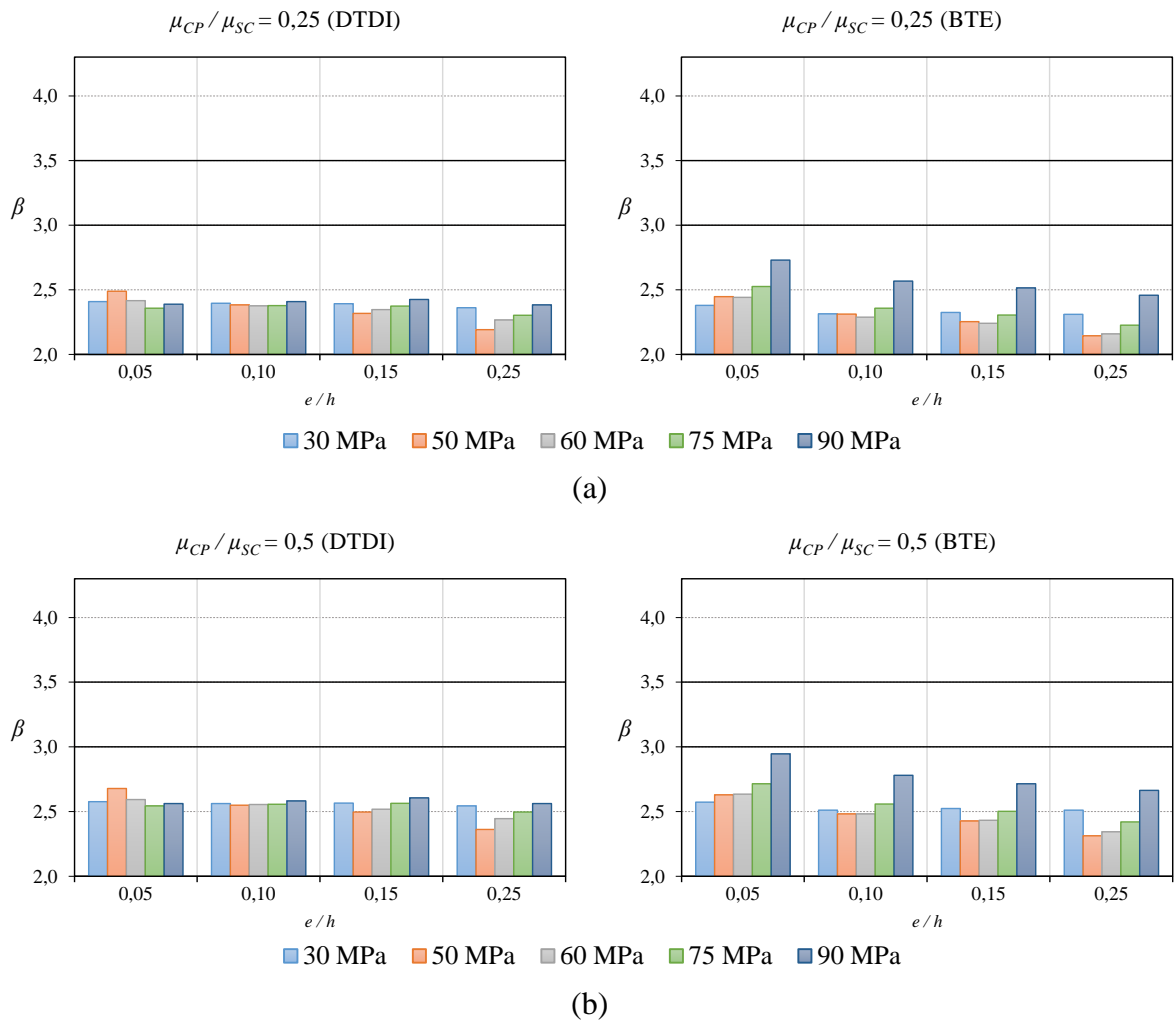 μCP / μSC = 0,25 (DTDI)
μCP / μSC = 0,25 (BTE)
4,0
3,5
3,0
2,5
2,0
β
0,05 0,10 0,15 0,25
e / h
4,0
3,5
3,0
2,5
2,0
β
0,05 0,10 0,15 0,25
e / h
30 MPa 50 MPa 60 MPa 75 MPa 90 MPa
(a)
μCP / μSC = 0,5 (DTDI)
μCP / μSC = 0,5 (BTE)
4,0
3,5
3,0
2,5
2,0
β
0,05 0,10 0,15 0,25
e / h
4,0
3,5
3,0
2,5
2,0
β
0,05 0,10 0,15 0,25
e / h
30 MPa 50 MPa 60 MPa 75 MPa 90 MPa
(b)